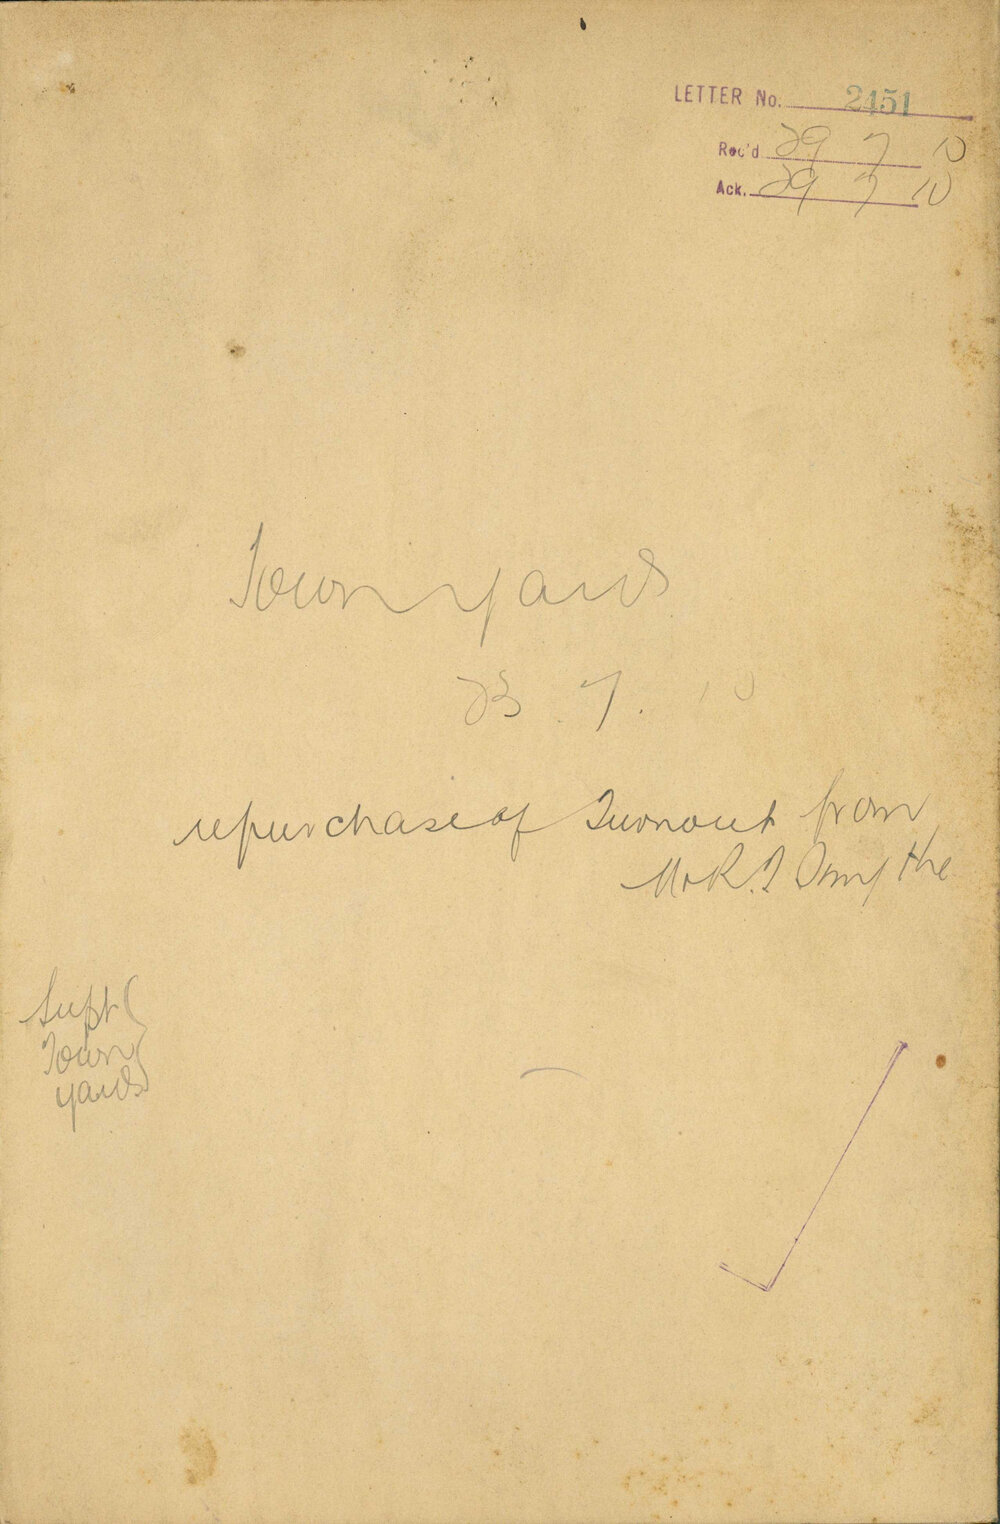 LETTER No. 2451
Rec'd 29 7 10
Ack. 29 7 10
Town Yards
23. 7. 10
repurchase of Turnout from
Mr R. J Smythe
Supt
Town
yards